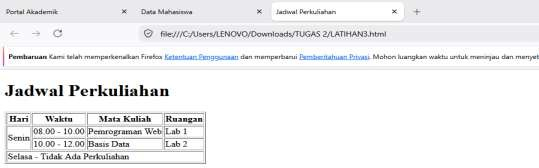 Portal Akademik
Data Mahasiswa
Jadwal Perkuliahan
file:///C:/Users/LENOVO/Downloads/TUGAS 2/LATIHAN3.html
Pembaruan Kami telah memperkenalkan Firefox Ketentuan Penggunaan dan memperbarui Pemberitahuan Privasi. Mohon luangkan waktu untuk meninjau dan menyet
Jadwal Perkuliahan
Hari Waktu Mata Kuliah Ruangan
Senin 08.00 - 10.00 Pemrograman Web Lab 1
10.00 - 12.00 Basis Data Lab 2
Selasa - Tidak Ada Perkuliahan